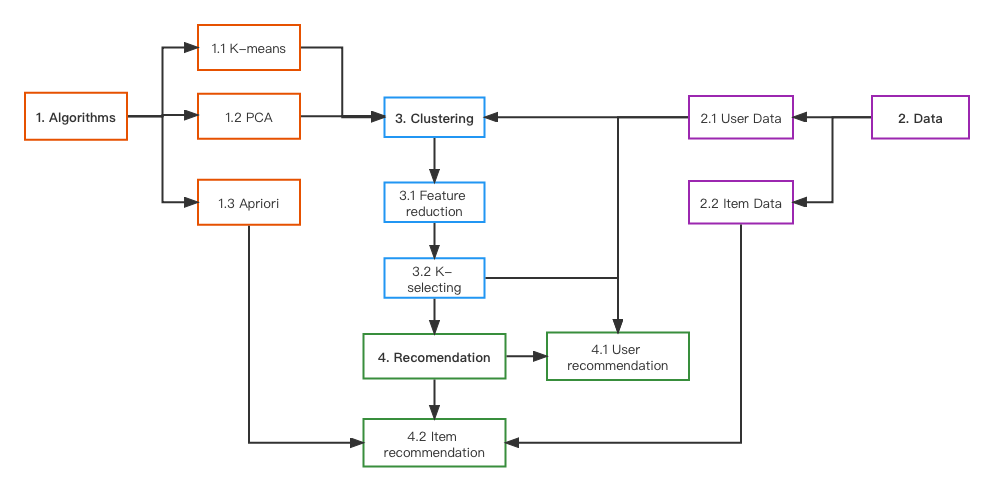 1. Algorithms
1.1 K-means
1.2 PCA
1.3 Apriori
3. Clustering
3.1 Feature
reduction
3.2 K-
selecting
4. Recomendation
4.1 User
recommendation
4.2 Item
recommendation
2.1 User Data
2.2 Item Data
2. Data